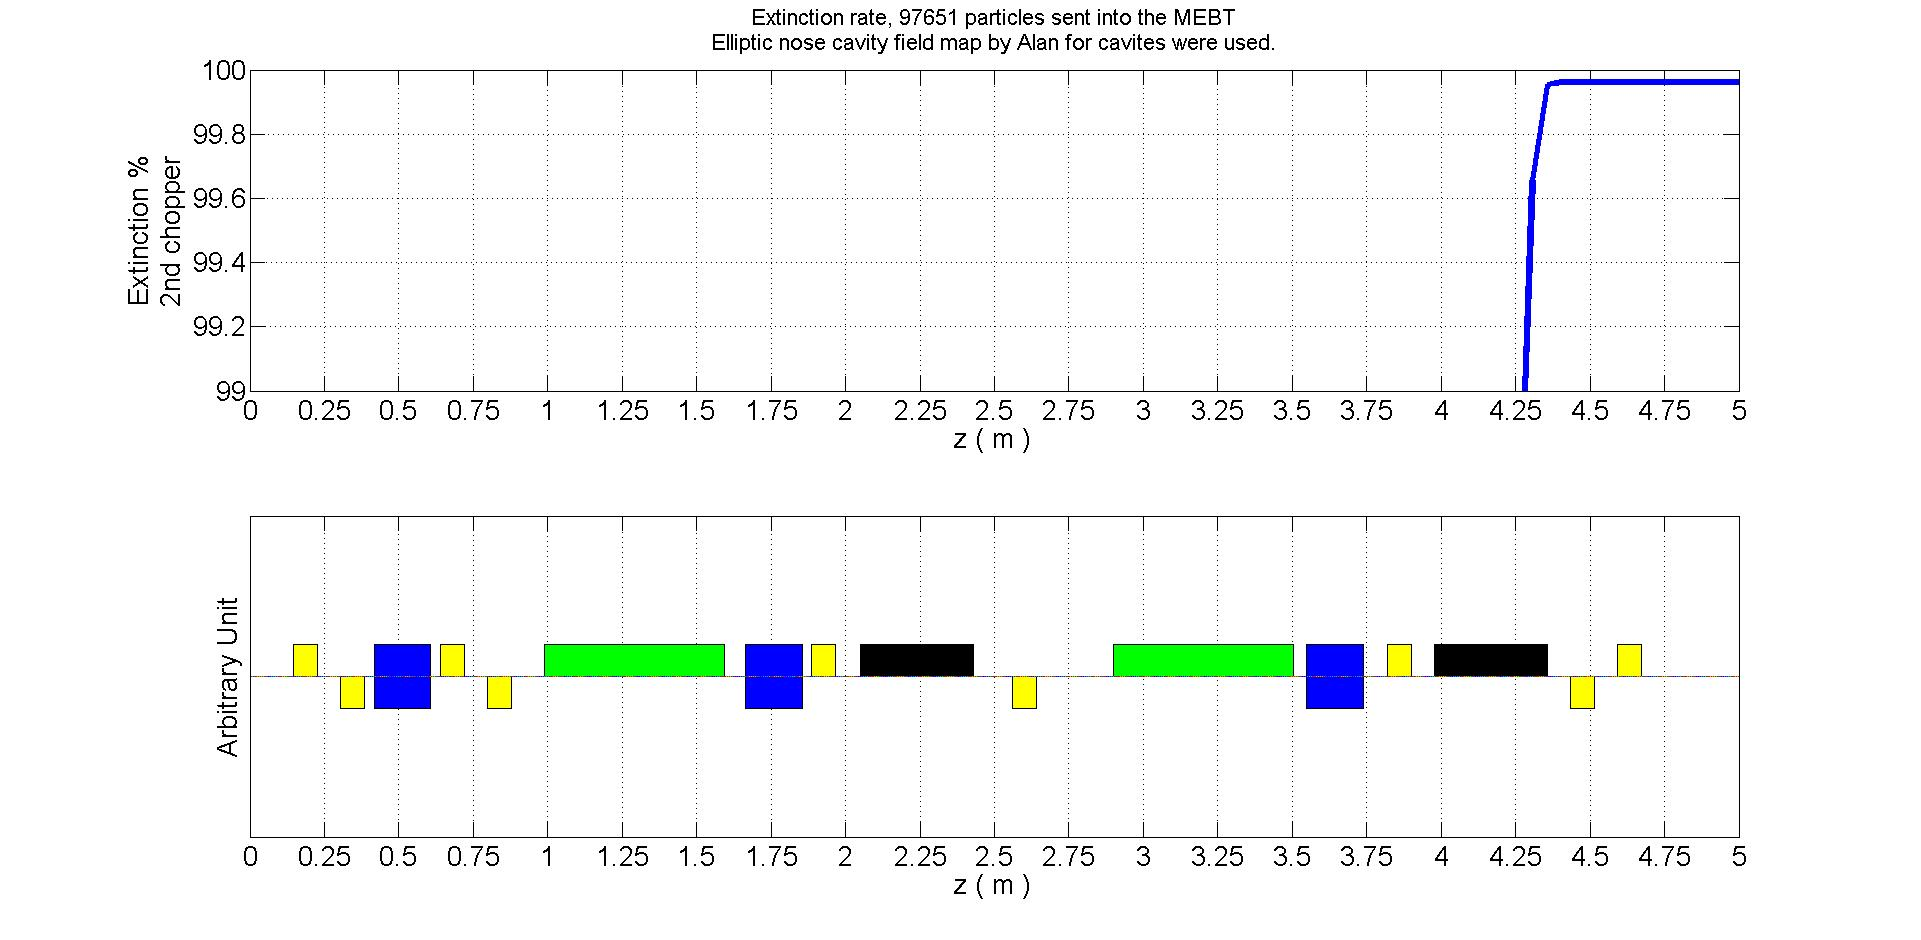 Extinction rate, 97651 particles sent into the MEBT
Elliptic nose cavity field map by Alan for cavites were used.
Extinction %
2nd chopper
100
99.8
99.6
99.4
99.2
99
0 0.25 0.5 0.75 1 1.25 1.5 1.75 2 2.25 2.5 2.75 3 3.25 3.5 3.75 4 4.25 4.5 4.75 5
z ( m )
Arbitrary Unit
0 0.25 0.5 0.75 1 1.25 1.5 1.75 2 2.25 2.5 2.75 3 3.25 3.5 3.75 4 4.25 4.5 4.75 5
z ( m )